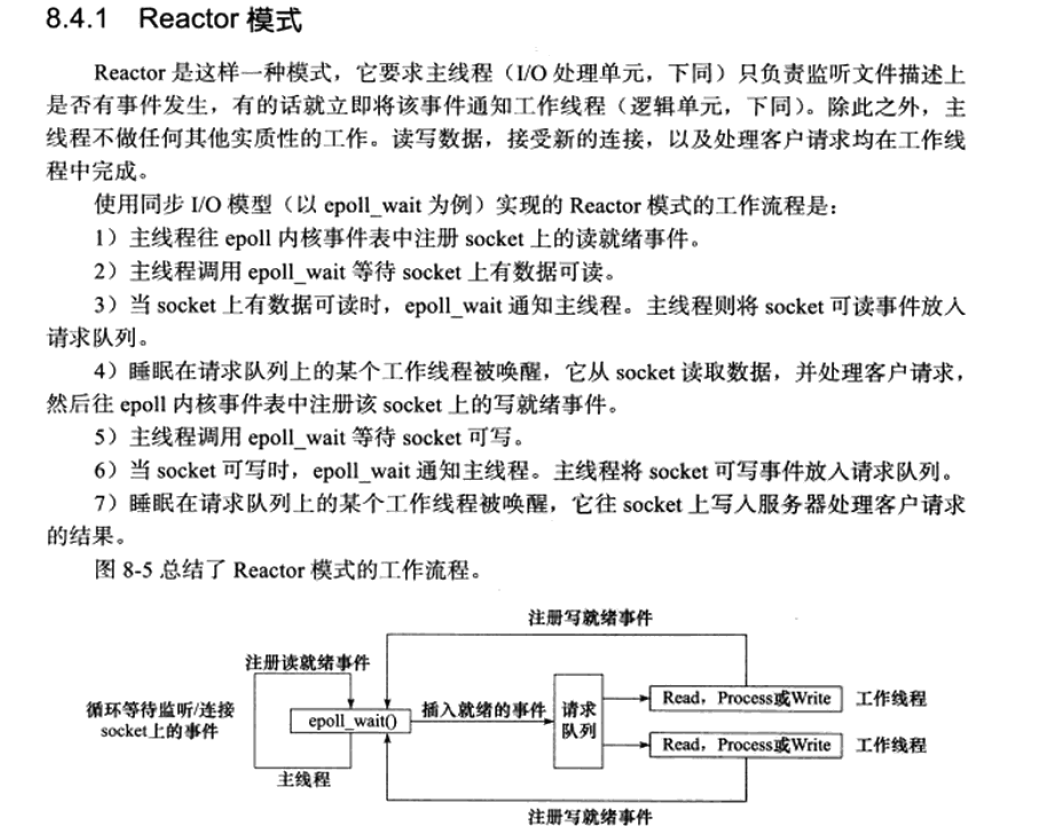 8.4.1 Reactor 模式
Reactor 是这样一种模式，它要求主线程（I/O 处理单元，下同）只负责监听文件描述上
是否有事件发生，有的话就立即将该事件通知工作线程（逻辑单元，下同）。除此之外，主
线程不做任何其他实质性的工作。读写数据，接受新的连接，以及处理客户请求均在工作线
程中完成。
使用同步 I/O 模型（以 epoll_wait 为例）实现的 Reactor 模式的工作流程是：
1）主线程往 epoll 内核事件表中注册 socket 上的读就绪事件。
2）主线程调用 epoll_wait 等待 socket 上有数据可读。
3）当 socket 上有数据可读时，epoll_wait 通知主线程。主线程则将 socket 可读事件放入
请求队列。
4）睡眠在请求队列上的某个工作线程被唤醒，它从 socket 读取数据，并处理客户请求，
然后往 epoll 内核事件表中注册该 socket 上的写就绪事件。
5）主线程调用 epoll_wait 等待 socket 可写。
6）当 socket 可写时，epoll_wait 通知主线程。主线程将 socket 可写事件放入请求队列。
7）睡眠在请求队列上的某个工作线程被唤醒，它往 socket 上写入服务器处理客户请求
的结果。
图 8-5 总结了 Reactor 模式的工作流程。
注册写就绪事件
注册读就绪事件
循环等待监听/连接
socket上的事件
epoll_wait()
插入就绪的事件
请求
队列
Read，Process或Write
工作线程
Read，Process或Write
工作线程
主线程
注册写就绪事件